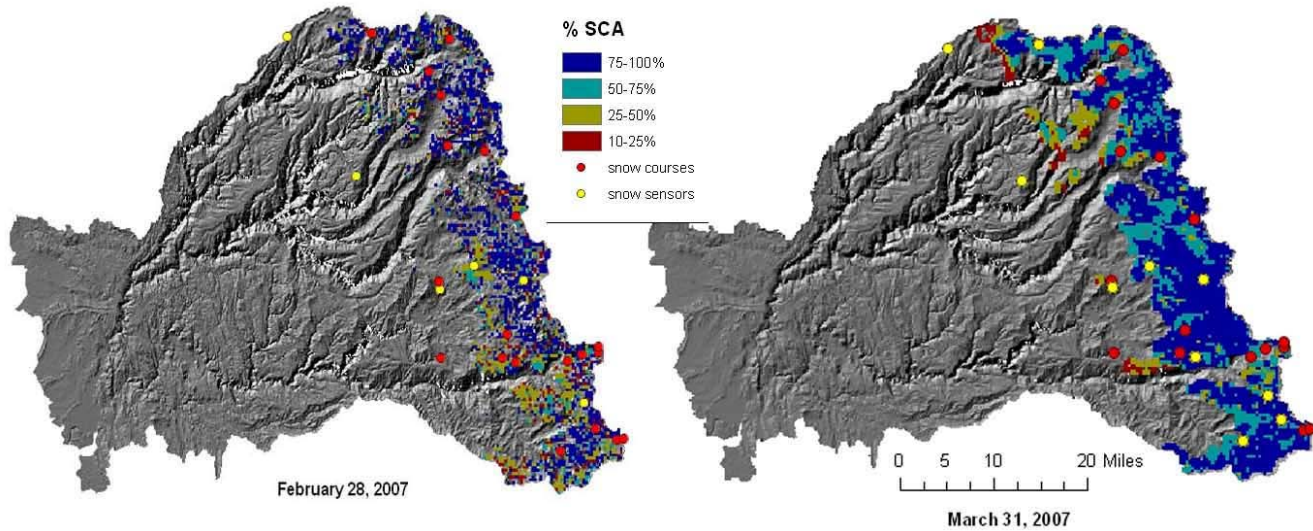 % SCA
75-100%
50-75%
25-50%
10-25%
snow courses
snow sensors
February 28, 2007
0 5 10 20 Miles
March 31, 2007